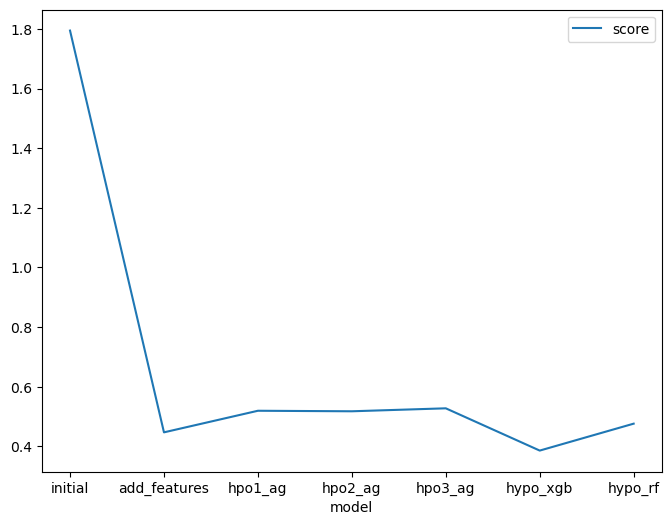 score
1.8
1.6
1.4
1.2
1.0
0.8
0.6
0.4
initial add_features hpo1_ag hpo2_ag hpo3_ag hypo_xgb hypo_rf
model